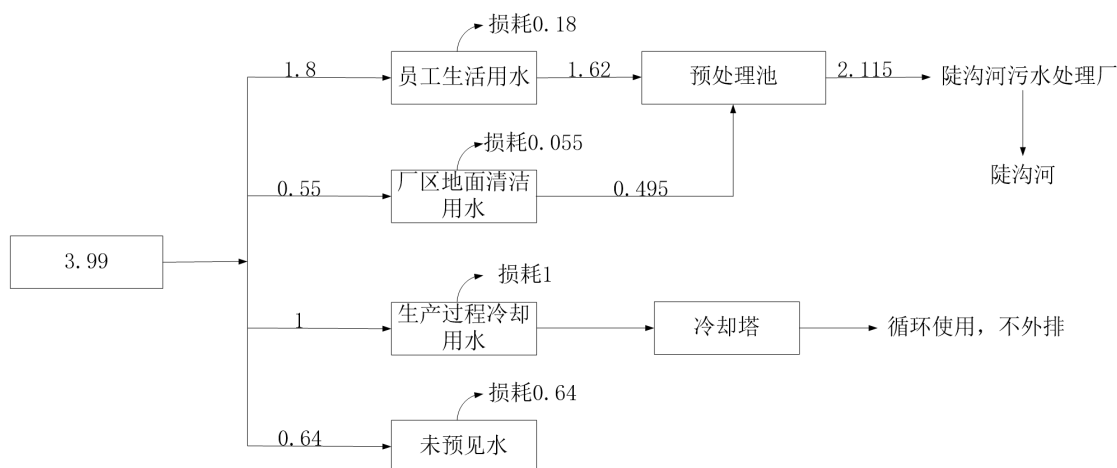 损耗0.18
1.8
员工生活用水
1.62
预处理池
2.115
陡沟河污水处理厂
陡沟河
损耗0.055
0.55
厂区地面清洁
用水
0.495
3.99
损耗1
1
生产过程冷却
用水
冷却塔
循环使用，不外排
损耗0.64
0.64
未预见水